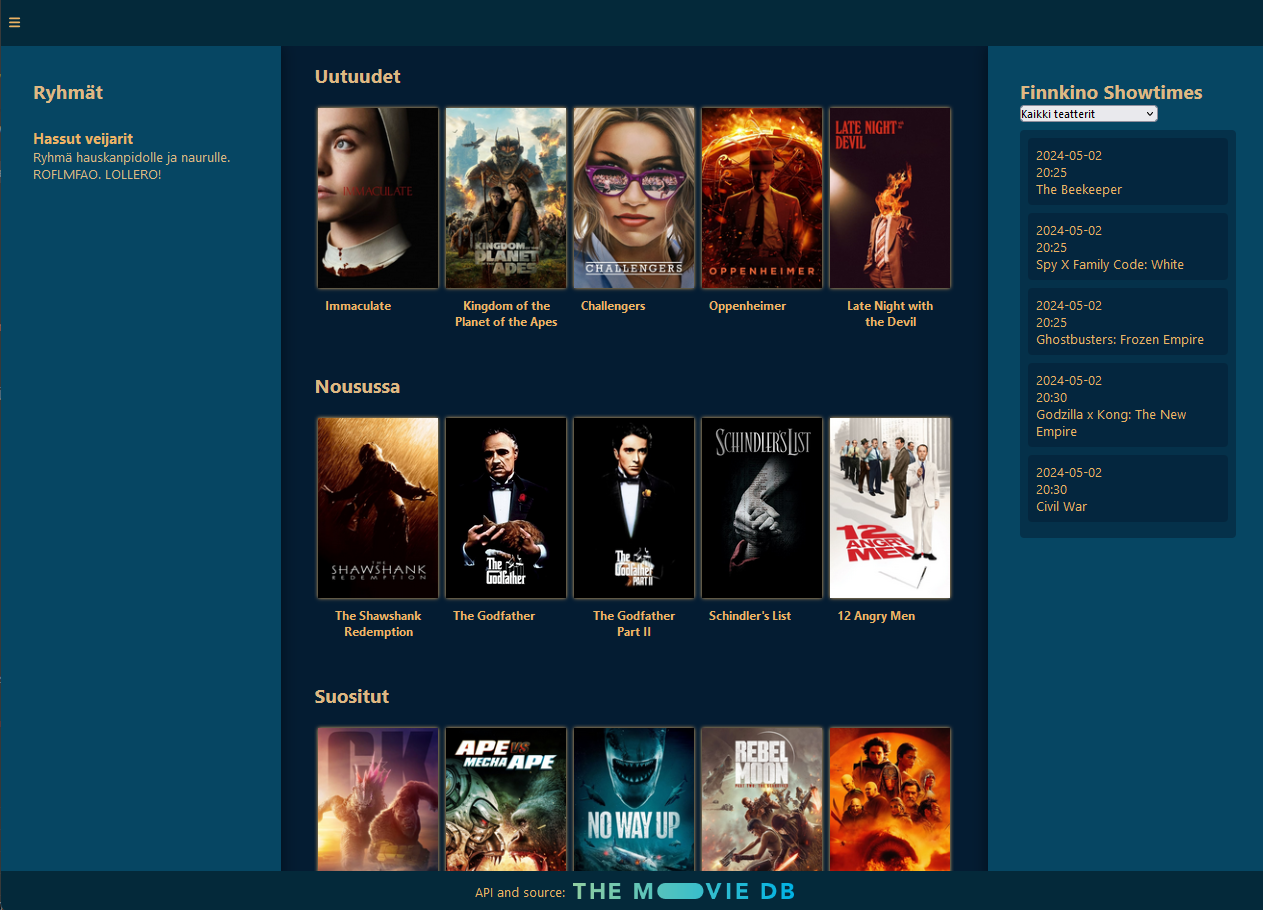 Ryhmät
Hassut veijarit
Ryhmä hauskanpidolle ja naurulle.
ROFLMFAO. LOLLERO!
Uutuudet
IMMACULATE
KINGDOM OF THE
PLANET OF THE
APES
CHALLENGERS
OPPENHEIMER
LATE NIGHT WITH THE
DEVIL
Immaculate
Kingdom of the
Planet of the Apes
Challengers
Oppenheimer
Late Night with
the Devil
Nousussa
THE
SHAWSHANK
REDEMPTION
The
Godfather
The
Godfather
PART II
SCHINDLER'S LIST
12
ANGRY
MEN
The Shawshank
Redemption
The Godfather
The Godfather
Part II
Schindler's List
12 Angry Men
Suositut
GK
APE VS
MECHA APE
NO WAY UP
REBEL
MOON
Finnkino Showtimes
Kaikki teatterit
2024-05-02
20:25
The Beekeeper
2024-05-02
20:25
Spy X Family Code: White
2024-05-02
20:25
Ghostbusters: Frozen Empire
2024-05-02
20:30
Godzilla x Kong: The New
Empire
2024-05-02
20:30
Civil War
API and source: THE MOVIE DB